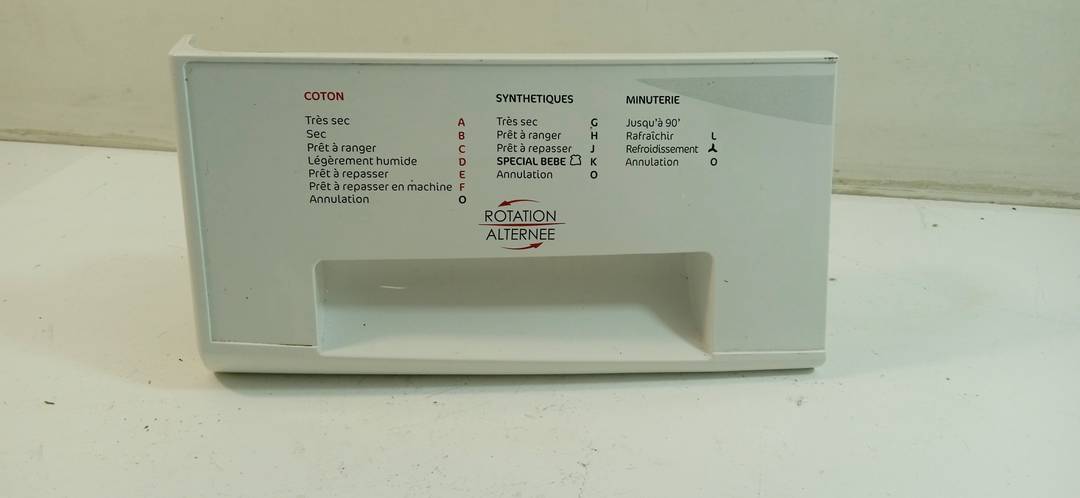 COTON
Très sec A
Sec B
Prêt à ranger C
Légèrement humide D
Prêt à repasser E
Prêt à repasser en machine F
Annulation O
SYNTHETIQUES
Très sec G
Prêt à ranger H
Prêt à repasser J
SPECIAL BEBE K
Annulation O
MINUTERIE
Jusqu'à 90'
Rafraîchir L
Refroidissement
Annulation O
ROTATION
ALTERNEE